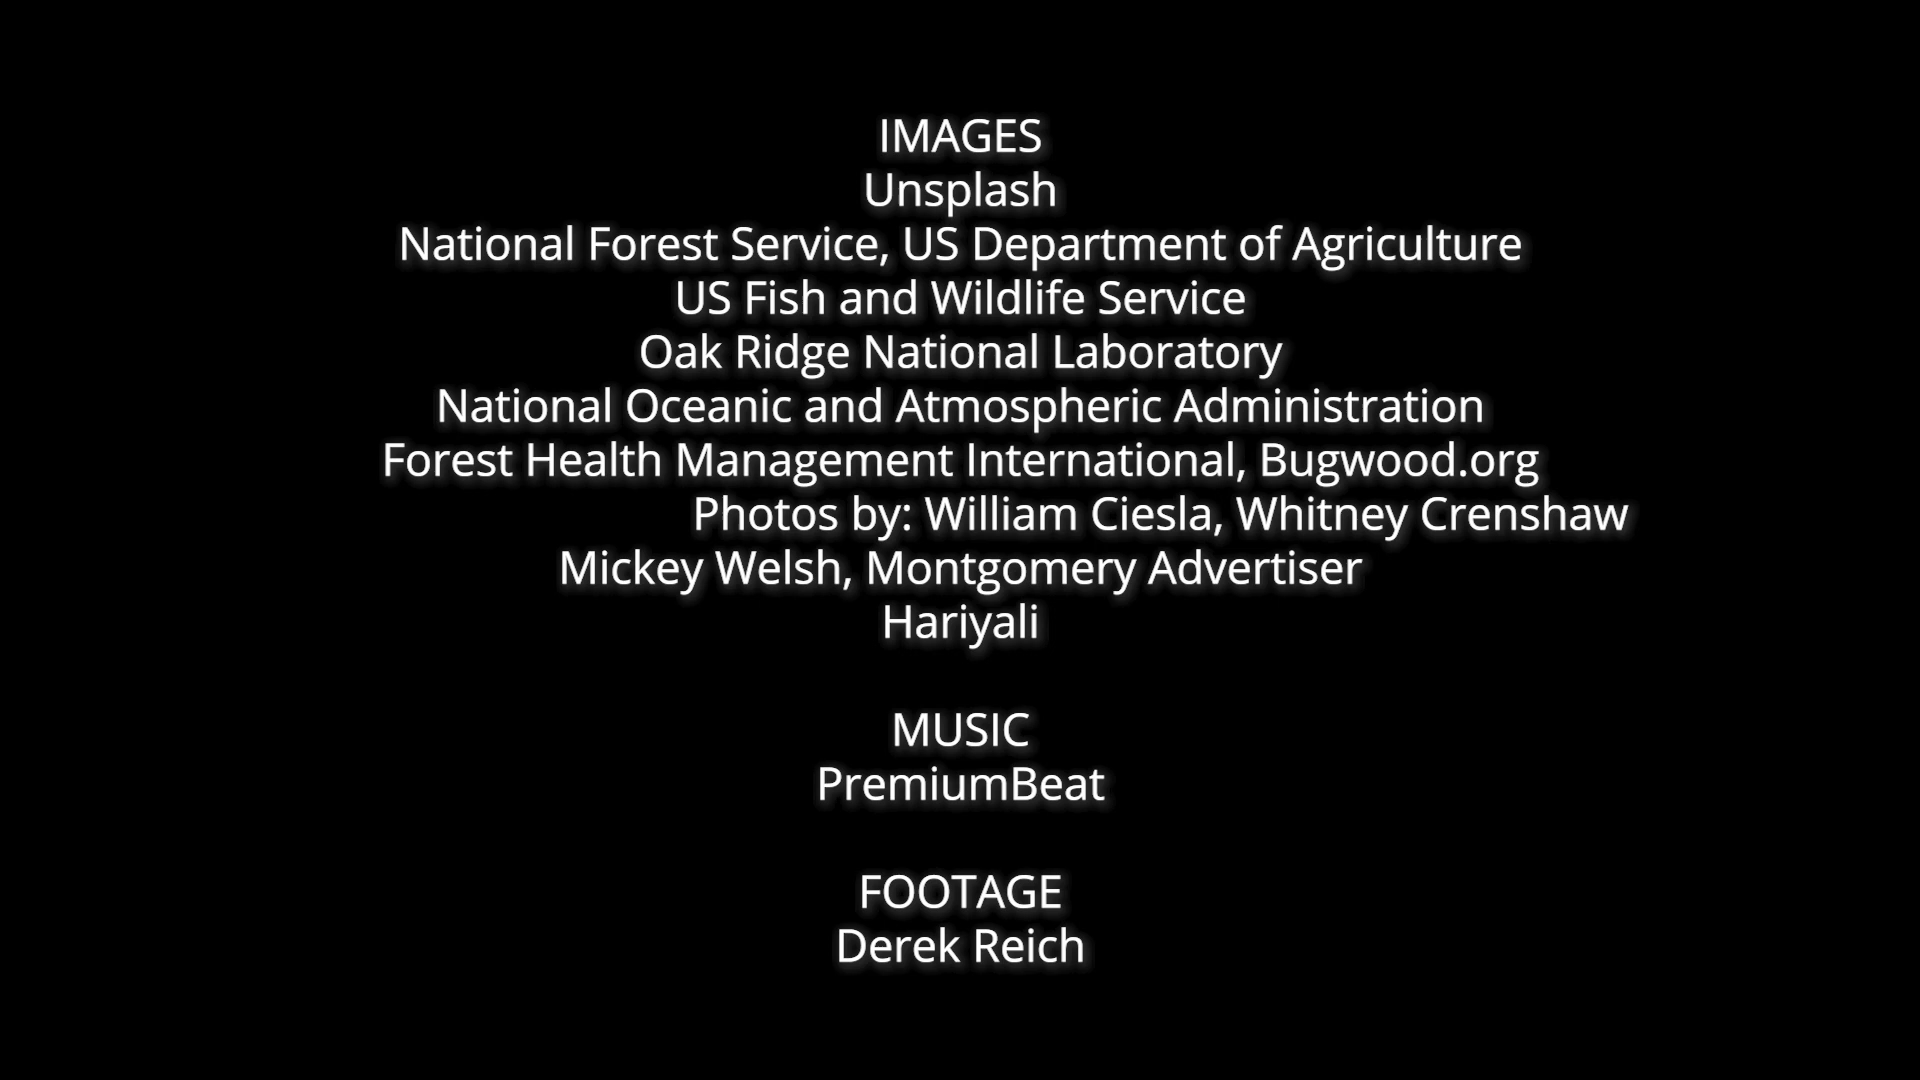 IMAGES
Unsplash
National Forest Service, US Department of Agriculture
US Fish and Wildlife Service
Oak Ridge National Laboratory
National Oceanic and Atmospheric Administration
Forest Health Management International, Bugwood.org
Photos by: William Ciesla, Whitney Crenshaw
Mickey Welsh, Montgomery Advertiser
Hariyali
MUSIC
PremiumBeat
FOOTAGE
Derek Reich